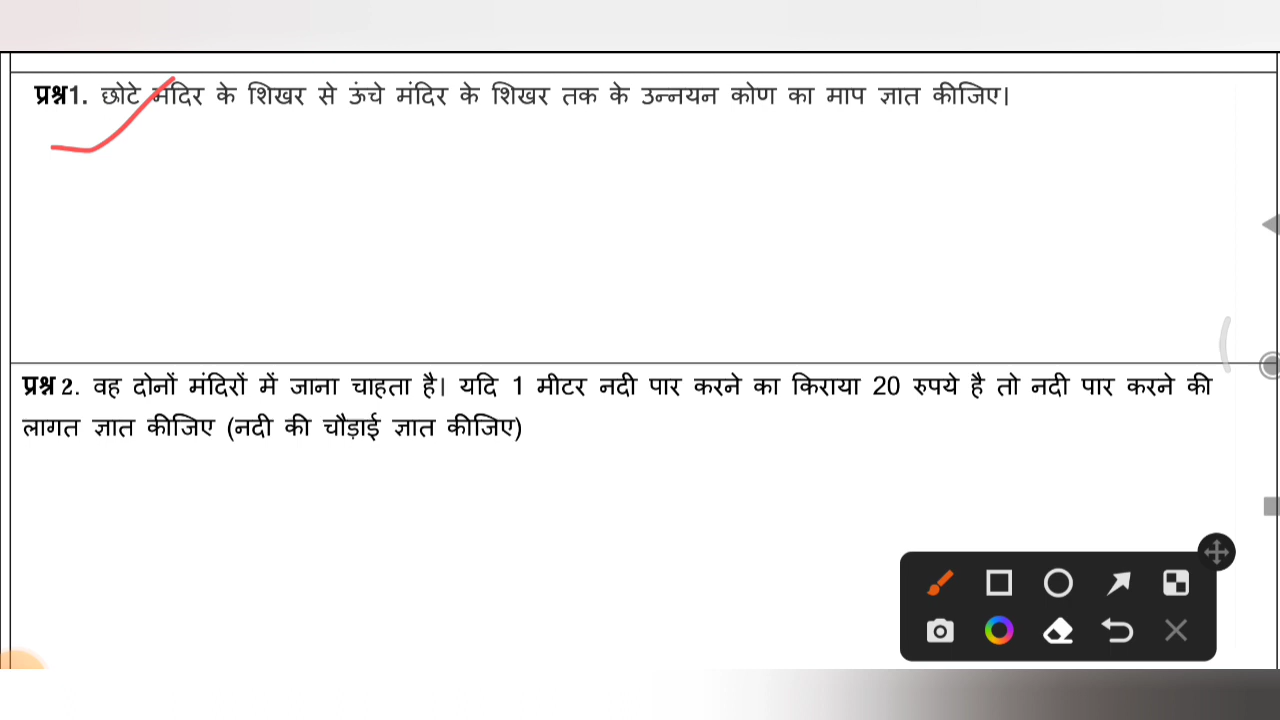 प्रश्न1. छोटे मंदिर के शिखर से ऊंचे मंदिर के शिखर तक के उन्नयन कोण का माप ज्ञात कीजिए।
प्रश्न 2. वह दोनों मंदिरों में जाना चाहता है। यदि 1 मीटर नदी पार करने का किराया 20 रुपये है तो नदी पार करने की
लागत ज्ञात कीजिए (नदी की चौड़ाई ज्ञात कीजिए)